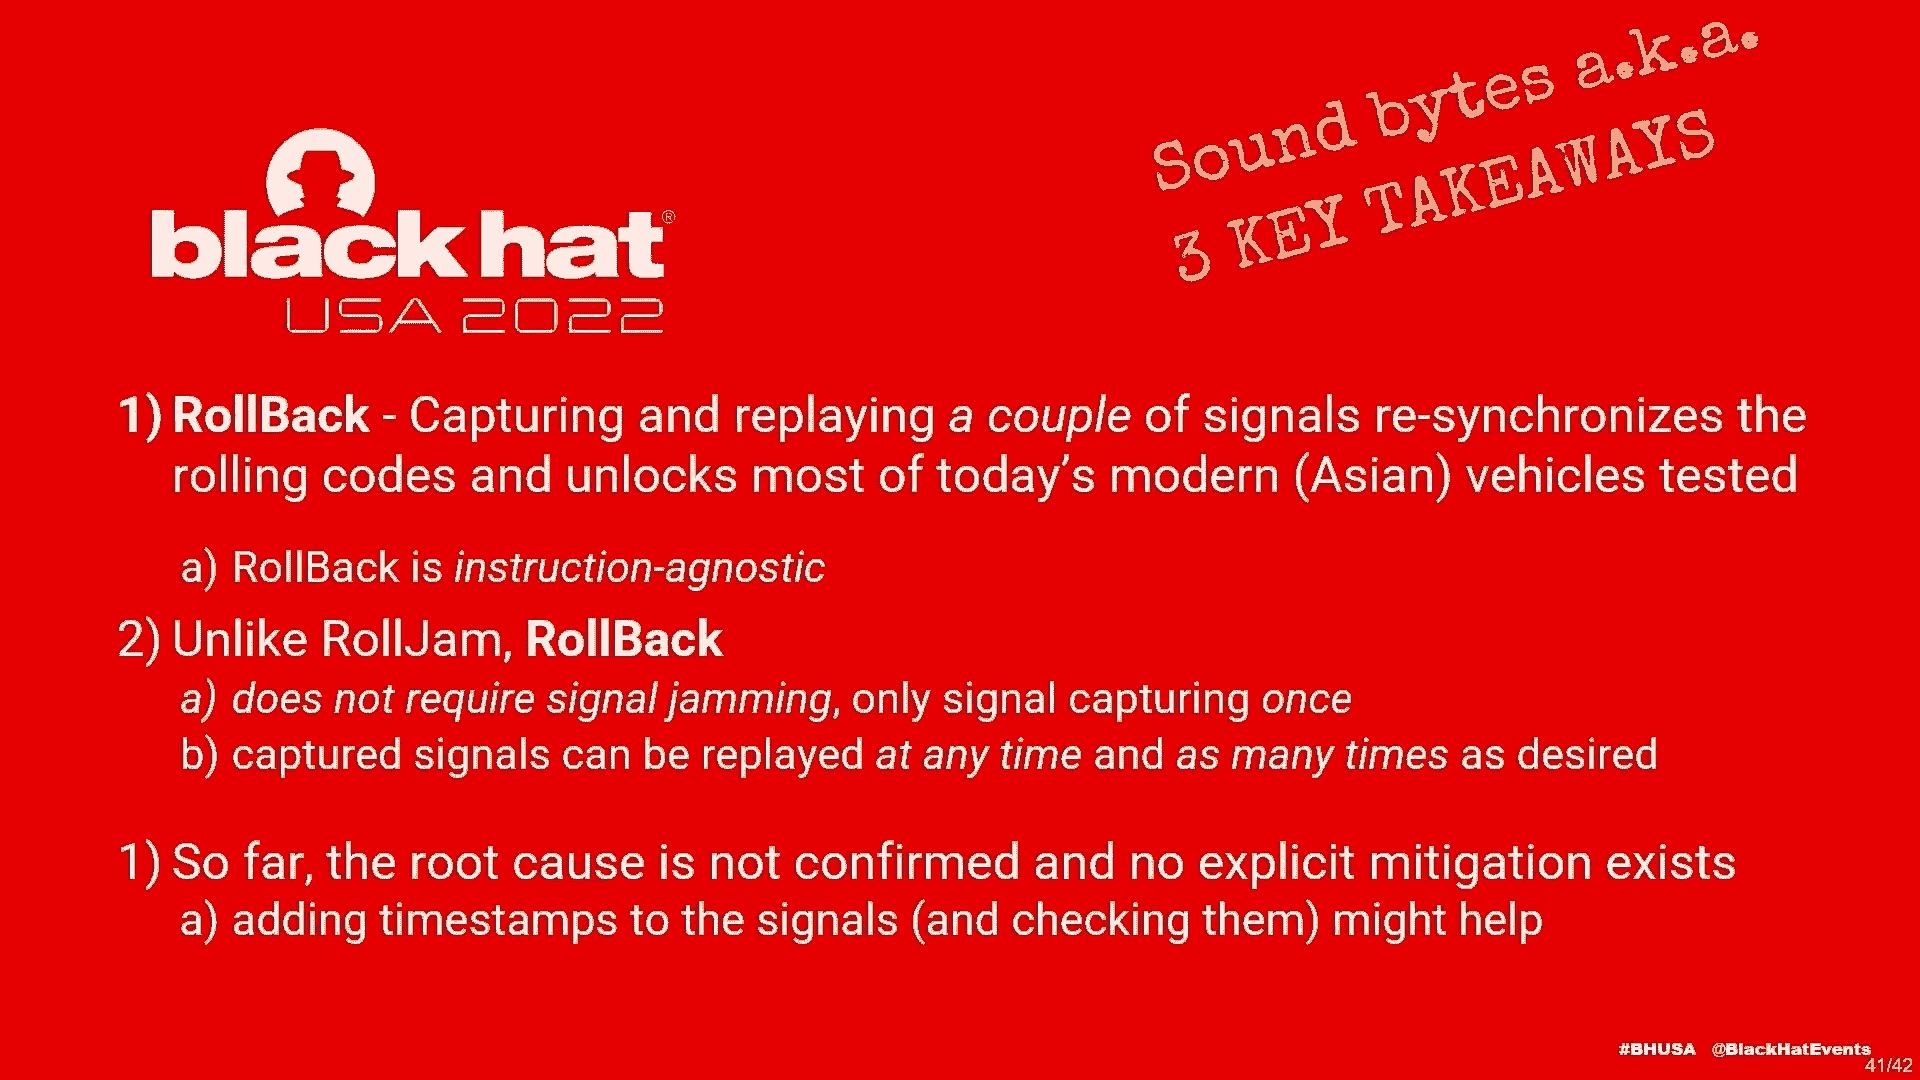 Sound bytes a.k.a.
3 KEY TAKEAWAYS
black hat®
USA 2022
1) RollBack - Capturing and replaying a couple of signals re-synchronizes the
rolling codes and unlocks most of today’s modern (Asian) vehicles tested
a) RollBack is instruction-agnostic
2) Unlike RollJam, RollBack
a) does not require signal jamming, only signal capturing once
b) captured signals can be replayed at any time and as many times as desired
1) So far, the root cause is not confirmed and no explicit mitigation exists
a) adding timestamps to the signals (and checking them) might help
#BHUSA @BlackHatEvents
41/42